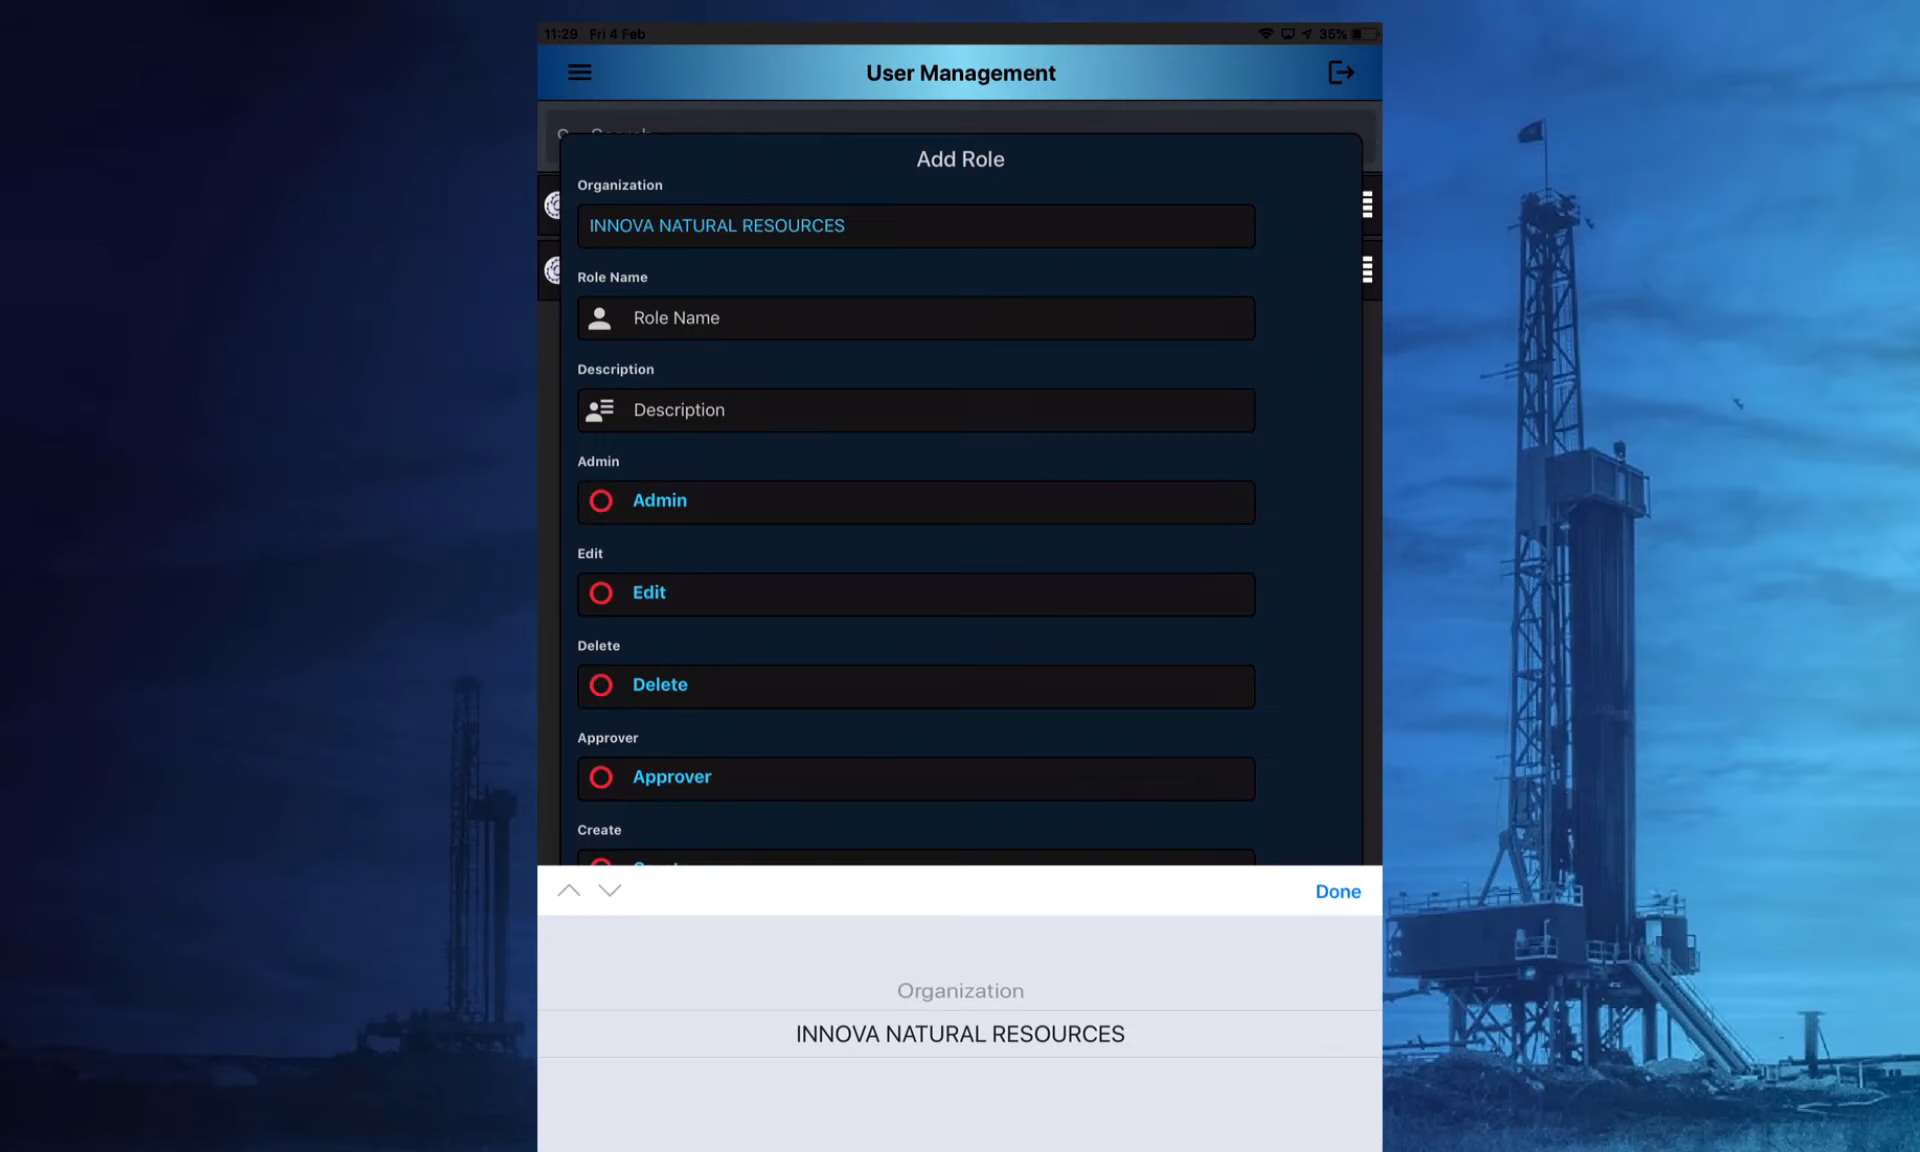 11:29 Fri 4 Feb 35%
User Management
Search
Add Role
Organization
INNOVA NATURAL RESOURCES
Role Name
Role Name
Description
Description
Admin
Admin
Edit
Edit
Delete
Delete
Approver
Approver
Create
Done
Organization
INNOVA NATURAL RESOURCES